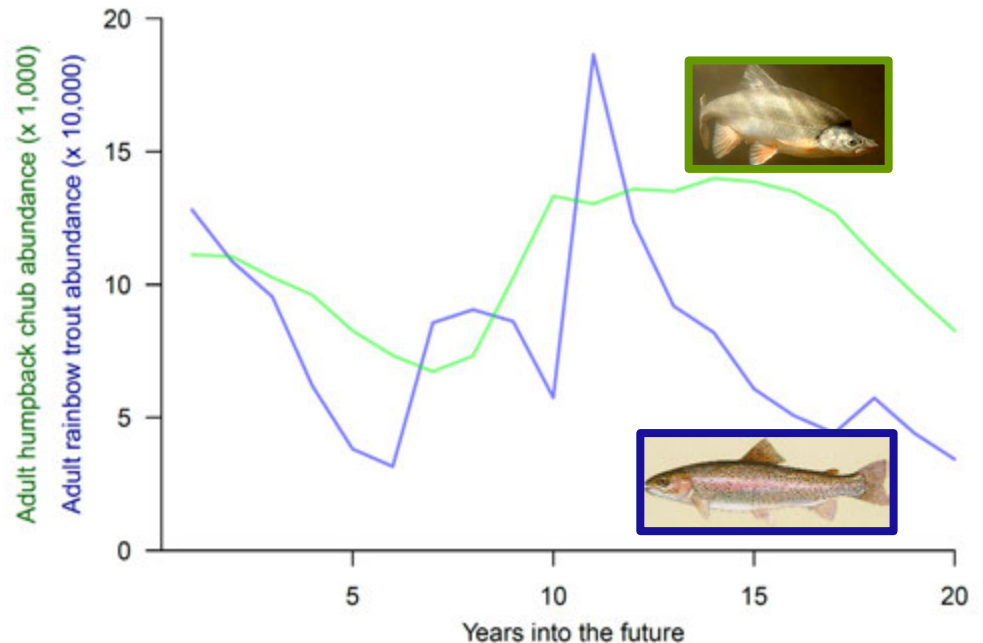 Adult humpback chub abundance (x 1,000)
Adult rainbow trout abundance (x 10,000)
20
15
10
5
0
5 10 15 20
Years into the future